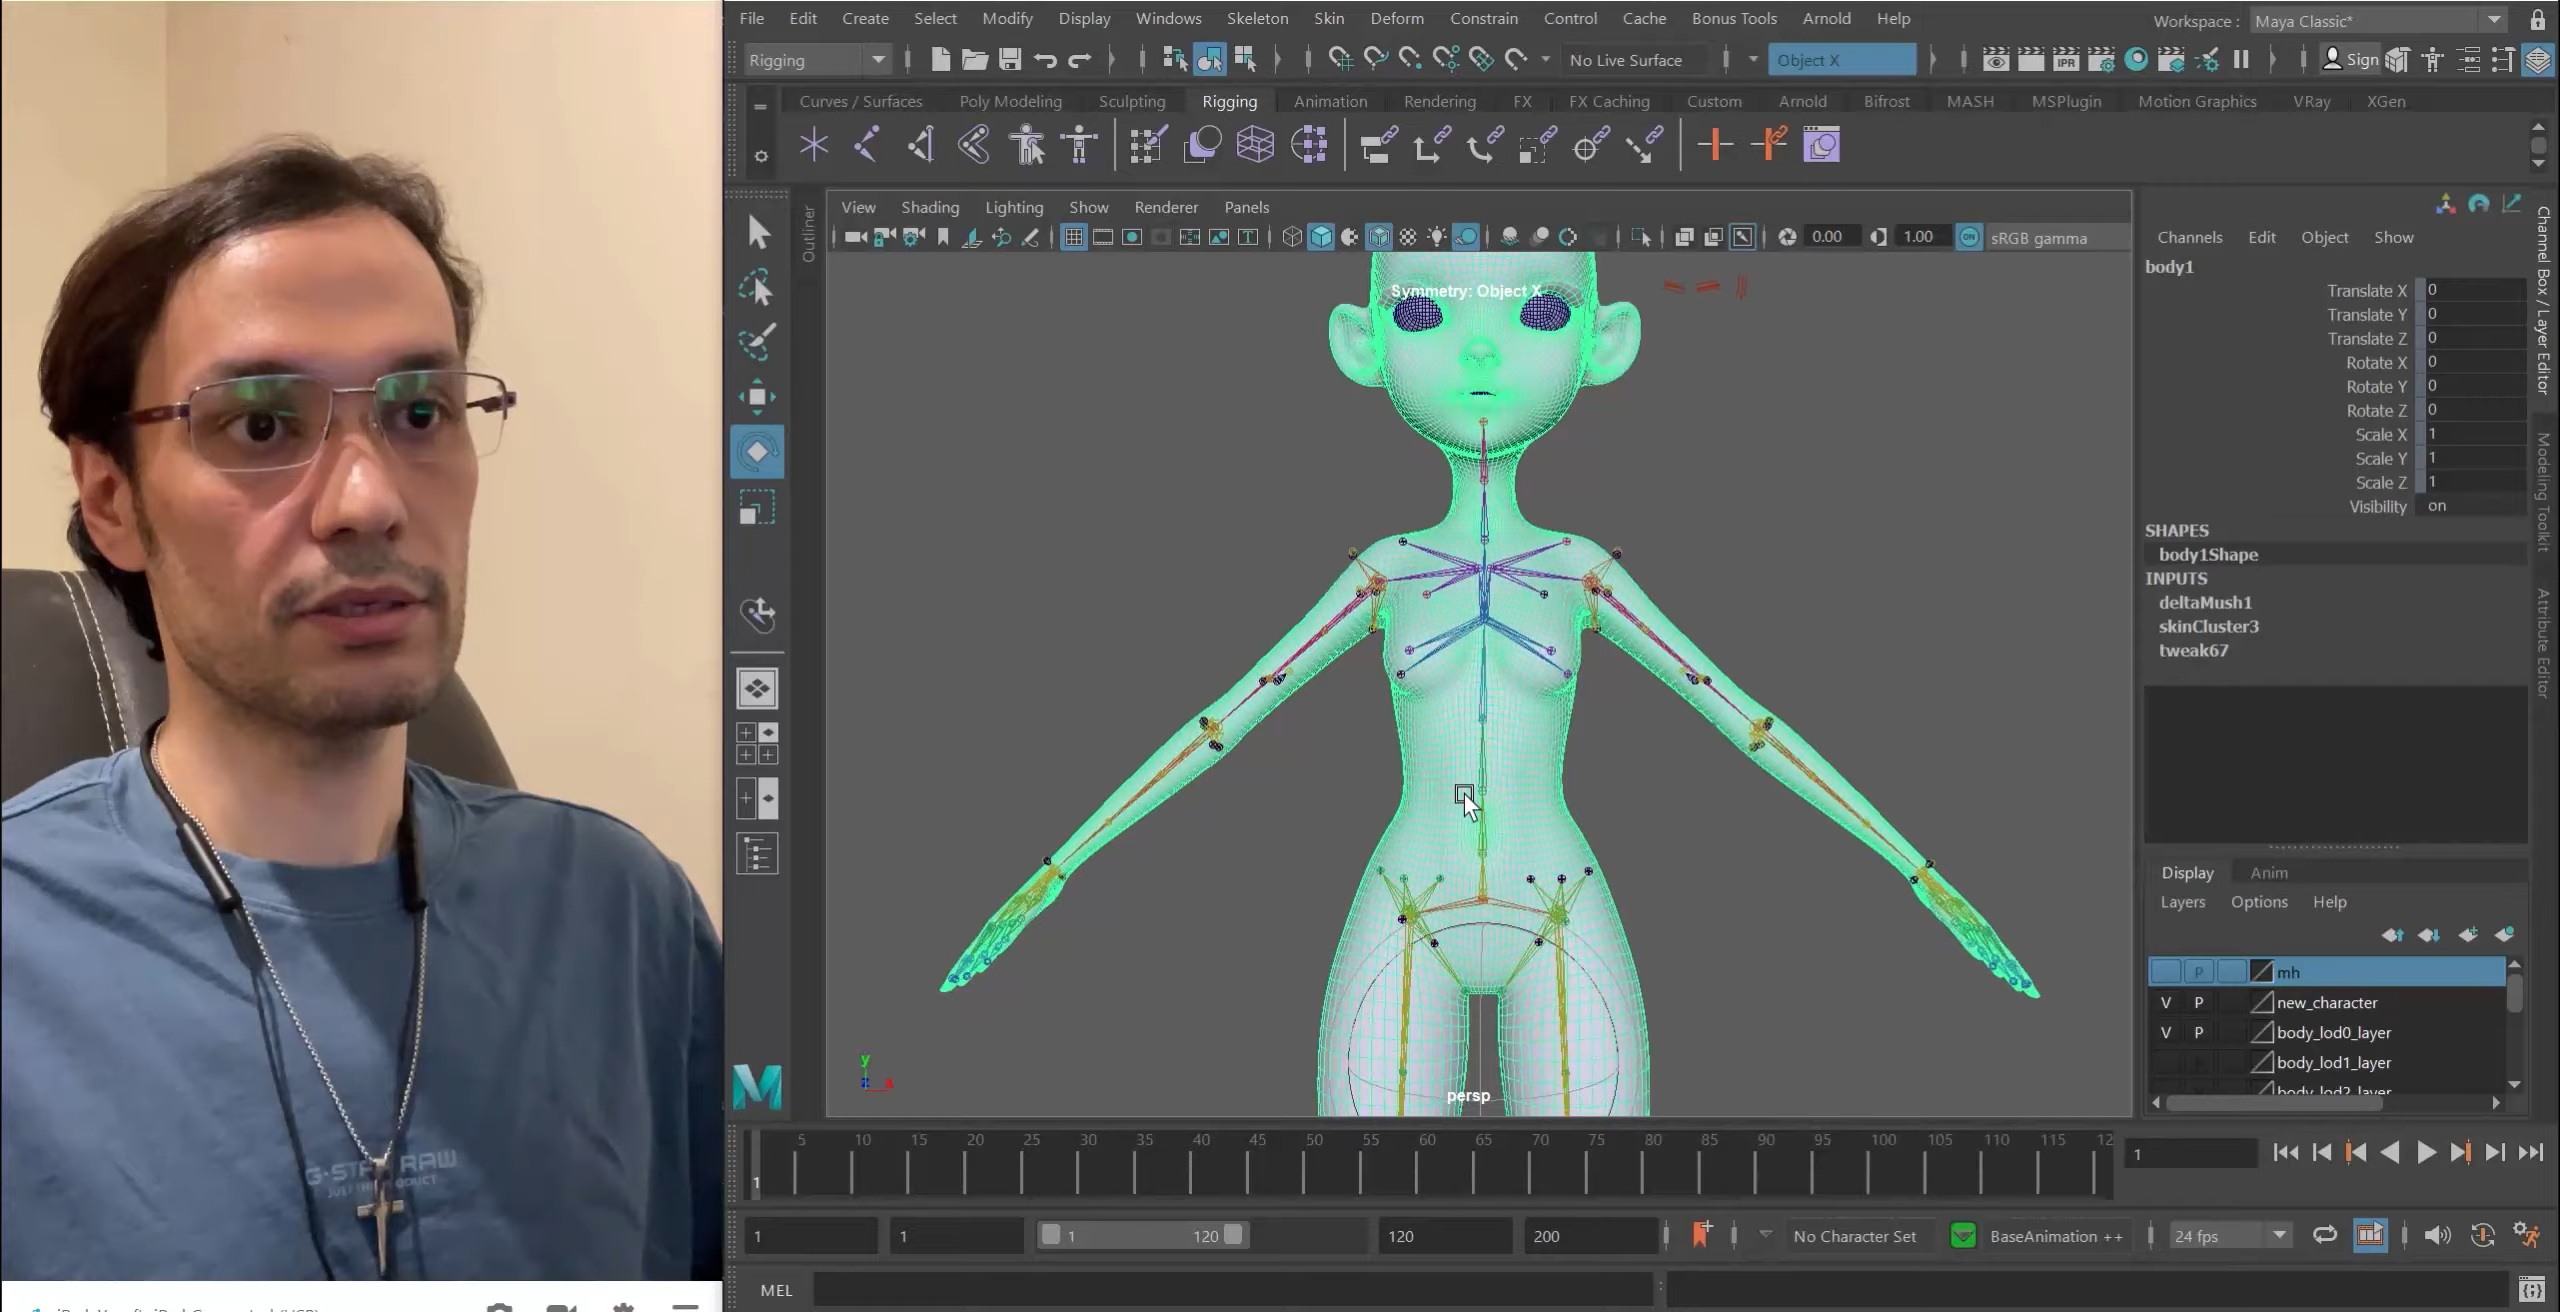 File Edit Create Select Modify Display Windows Skeleton Skin Deform Constrain Control Cache Bonus Tools Arnold Help
Workspace : Maya Classic*
Rigging
No Live Surface
Object X
IPR
Sign
Curves / Surfaces Poly Modeling Sculpting Rigging Animation Rendering FX FX Caching Custom Arnold Bifrost MASH MSPlugin Motion Graphics VRay XGen
Outliner
View Shading Lighting Show Renderer Panels
0.00 1.00 ON sRGB gamma
Symmetry: Object X
persp
y
Channels Edit Object Show
body1
Translate X 0
Translate Y 0
Translate Z 0
Rotate X 0
Rotate Y 0
Rotate Z 0
Scale X 1
Scale Y 1
Scale Z 1
Visibility on
SHAPES
body1Shape
INPUTS
deltaMush1
skinCluster3
tweak67
Channel Box / Layer Editor
Modeling Toolkit
Attribute Editor
Display Anim
Layers Options Help
P mh
V P new_character
V P body_lod0_layer
body_lod1_layer
body_lod2_layer
5 10 15 20 25 30 35 40 45 50 55 60 65 70 75 80 85 90 95 100 105 110 115 12
1
1
1 1 1 120 120 200
No Character Set
BaseAnimation ++
24 fps
MEL
M